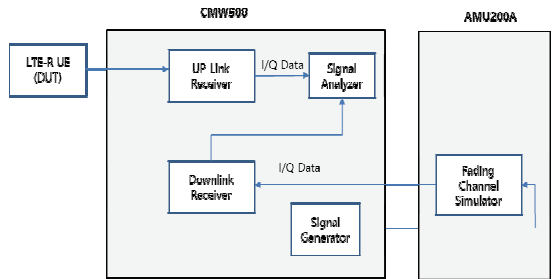 CMW500
AMU200A
LTE-R UE
(DUT)
UP Link
Receiver
I/Q Data
Signal
Analyzer
I/Q Data
Downlink
Receiver
Fading
Channel
Simulator
Signal
Generator